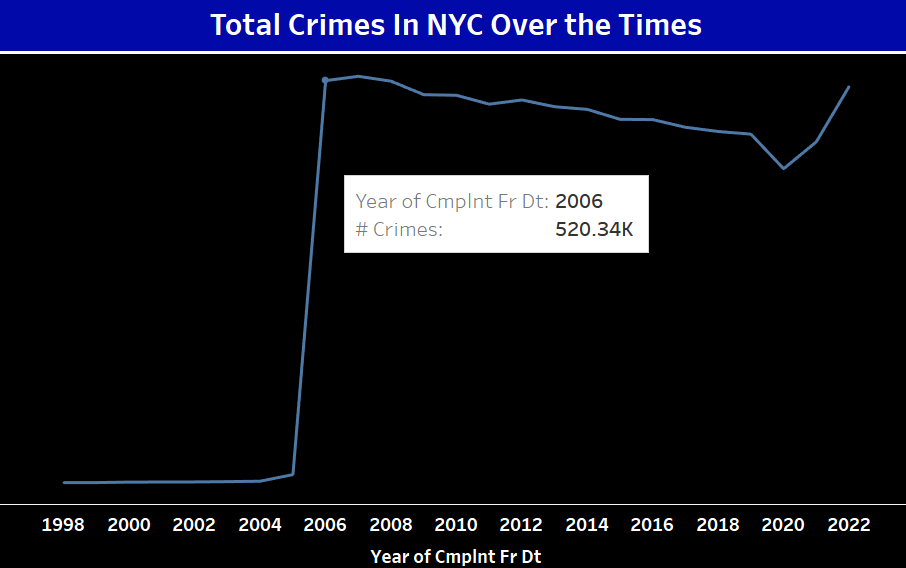 Total Crimes In NYC Over the Times
Year of Cmplnt Fr Dt: 2006
# Crimes: 520.34K
1998 2000 2002 2004 2006 2008 2010 2012 2014 2016 2018 2020 2022
Year of Cmplnt Fr Dt